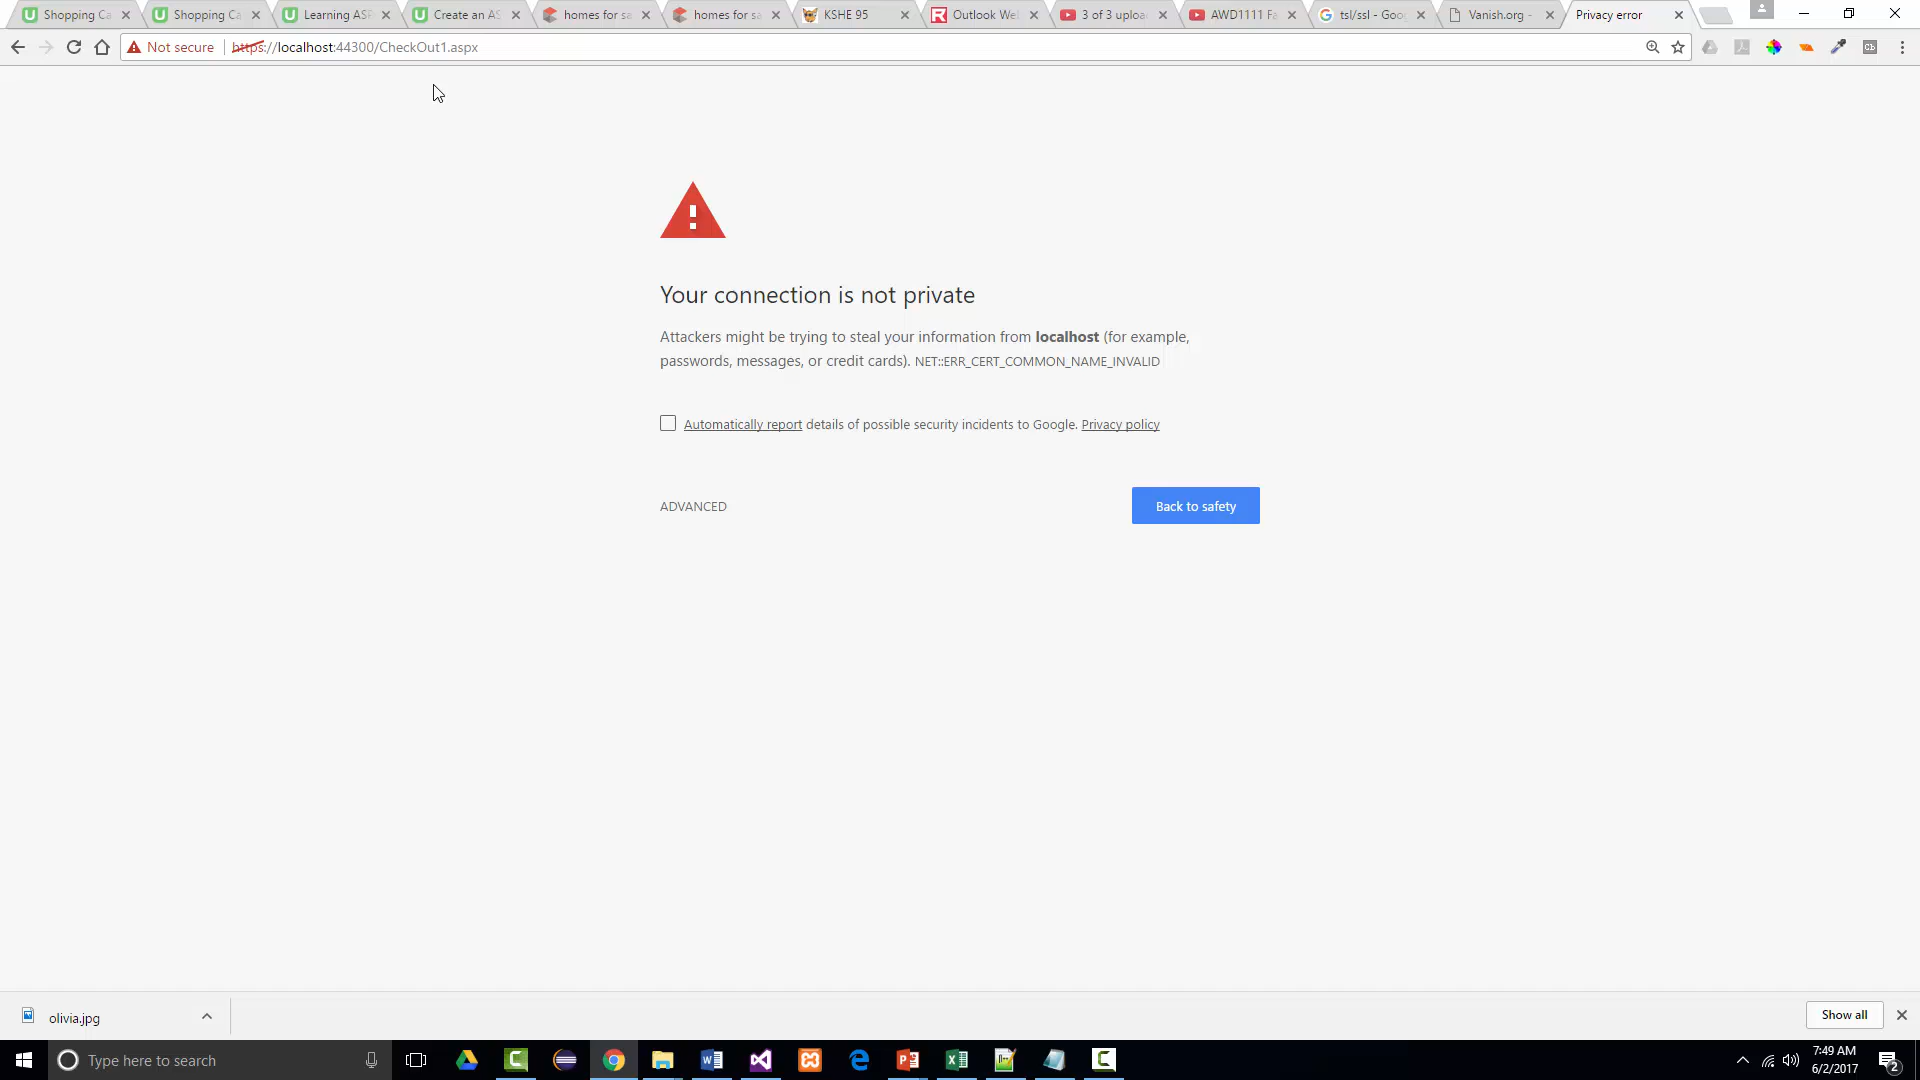 Shopping Ca
Shopping Ca
Learning ASP
Create an AS
homes for sa
homes for sa
KSHE 95
Outlook Wel
3 of 3 uploa
AWD1111 Fa
tsl/ssl - Goo
Vanish.org -
Privacy error
Not secure
https://localhost:44300/CheckOut1.aspx
Your connection is not private
Attackers might be trying to steal your information from localhost (for example,
passwords, messages, or credit cards). NET::ERR_CERT_COMMON_NAME_INVALID
Automatically report details of possible security incidents to Google. Privacy policy
ADVANCED
Back to safety
olivia.jpg
Show all
Type here to search
7:49 AM
6/2/2017
2